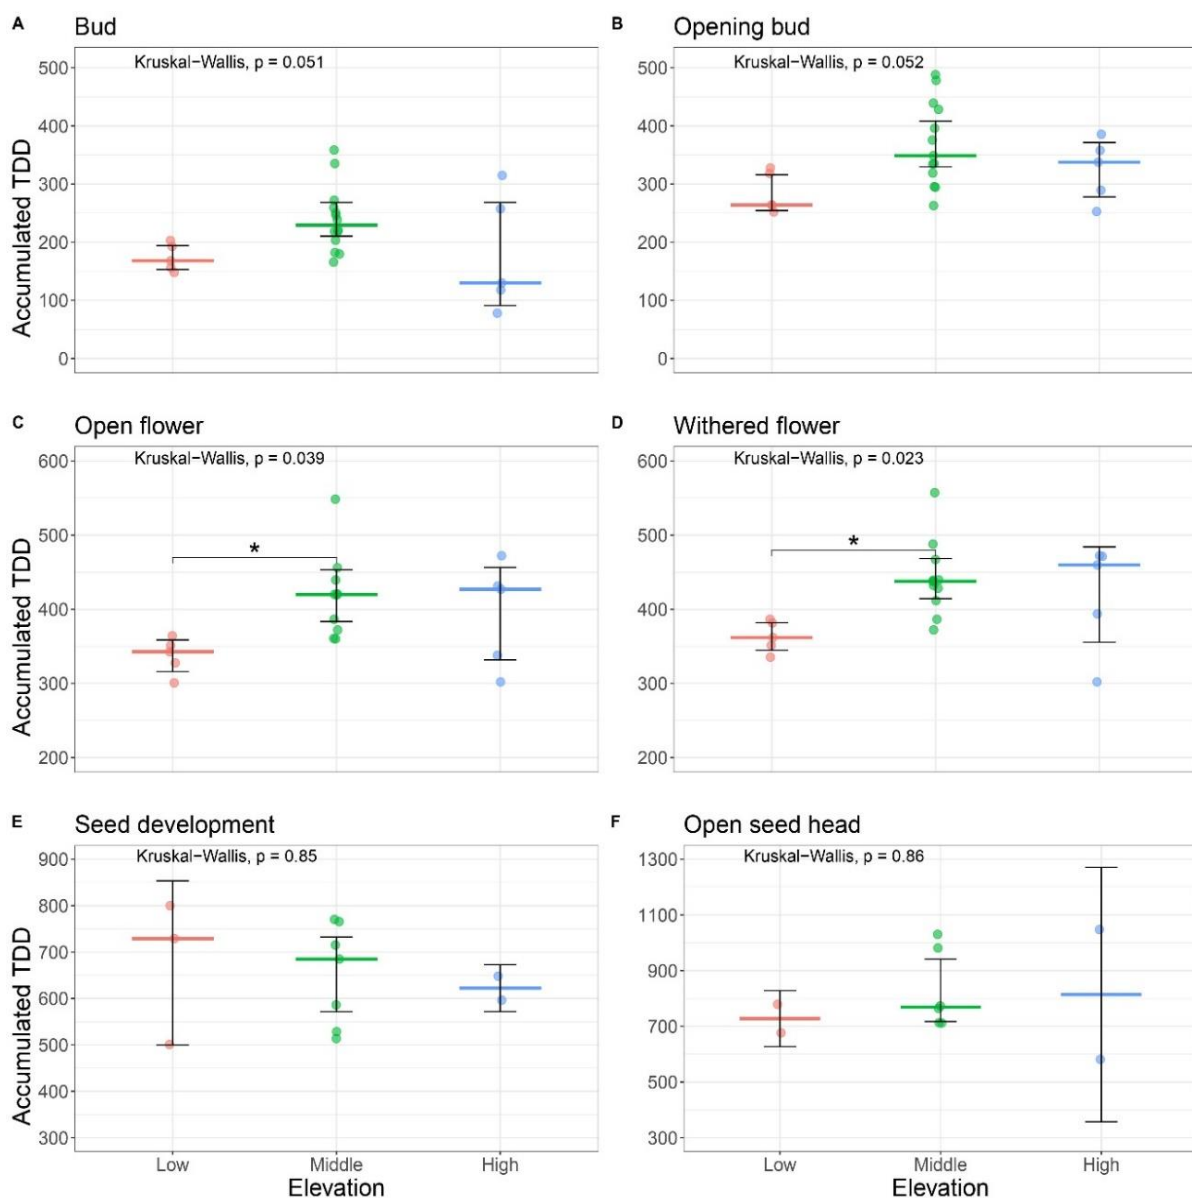 A Bud
Kruskal-Wallis, p = 0.051
Accumulated TDD
500
400
300
200
100
0
B Opening bud
Kruskal-Wallis, p = 0.052
500
400
300
200
100
0
C Open flower
Kruskal-Wallis, p = 0.039
*
Accumulated TDD
600
500
400
300
200
D Withered flower
Kruskal-Wallis, p = 0.023
*
600
500
400
300
200
E Seed development
Kruskal-Wallis, p = 0.85
Accumulated TDD
900
800
700
600
500
400
300
Low Middle High
Elevation
F Open seed head
Kruskal-Wallis, p = 0.86
1300
1100
900
700
500
300
Low Middle High
Elevation